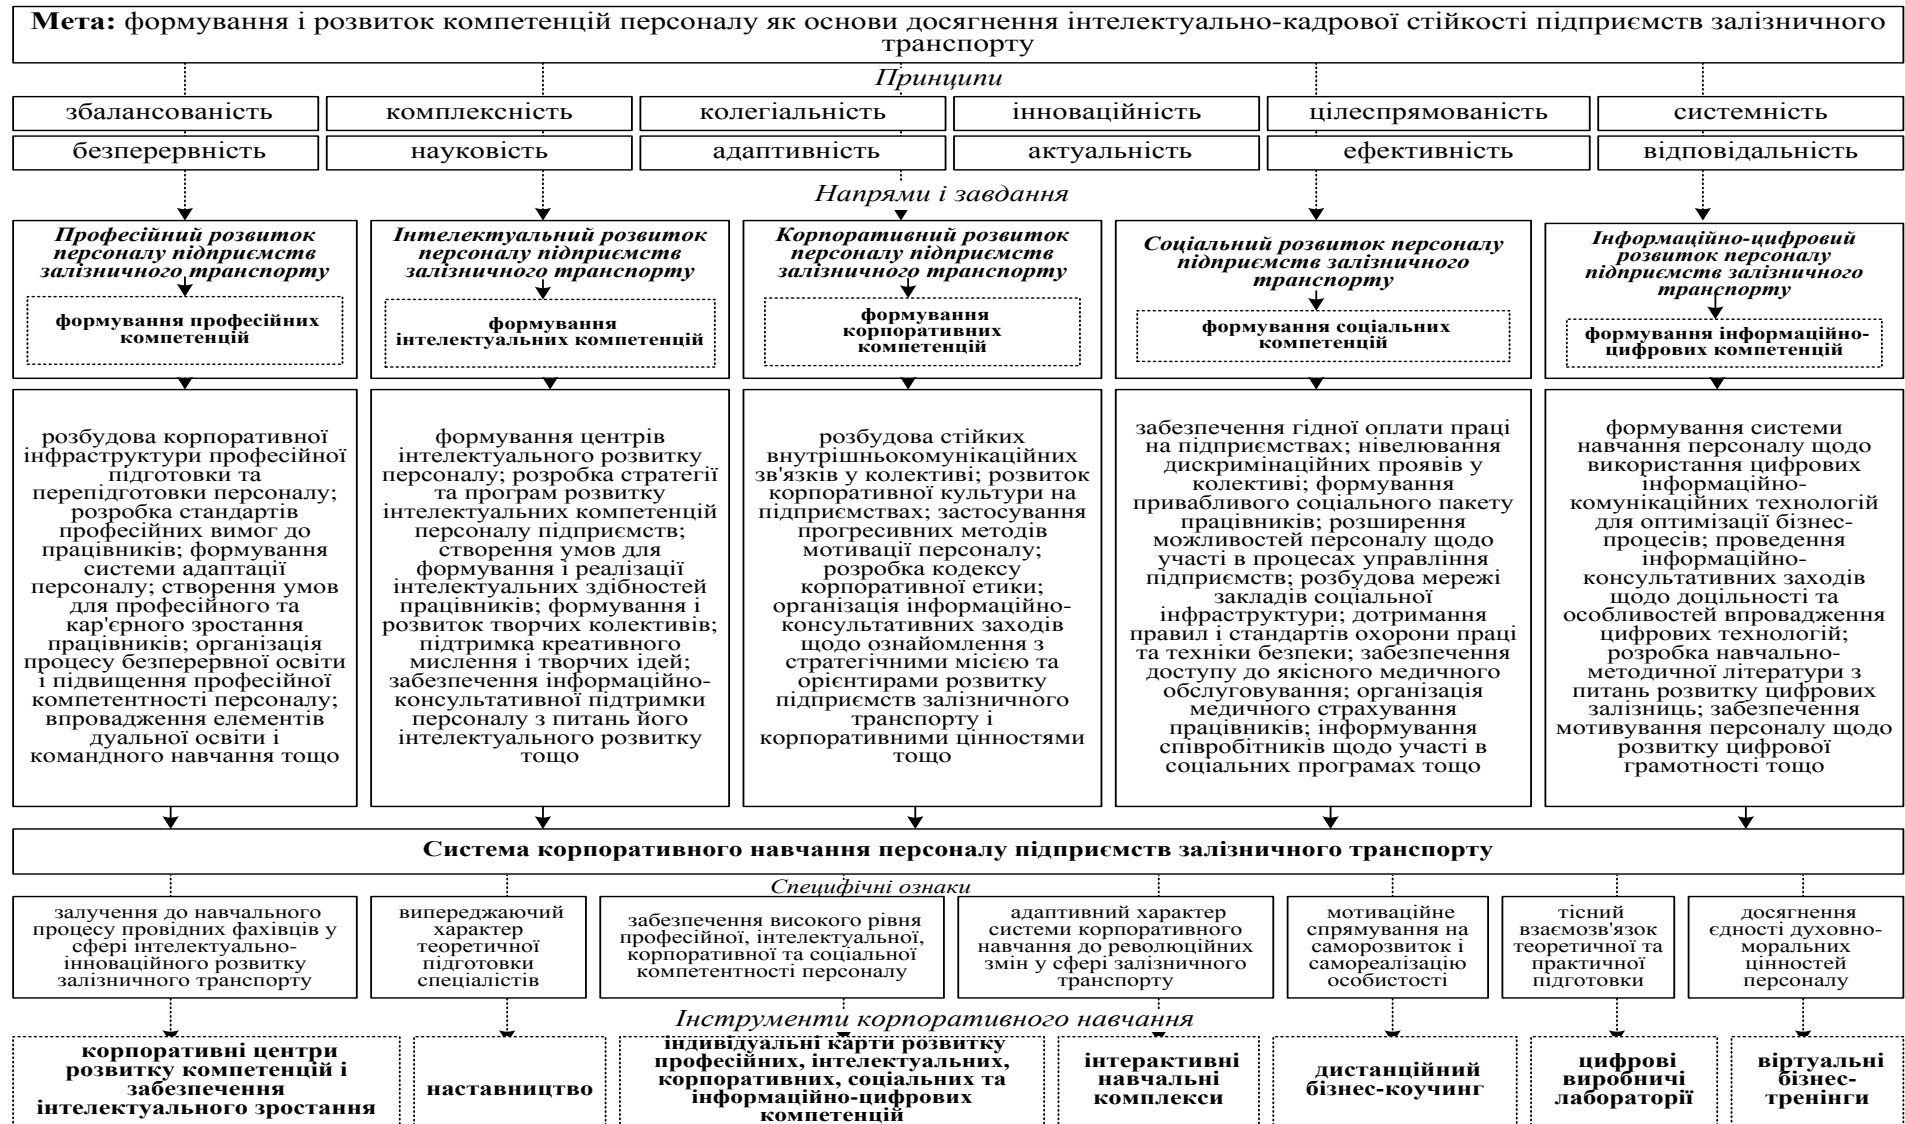 Мета: формування і розвиток компетенцій персоналу як основи досягнення інтелектуально-кадрової стійкості підприємств залізничного
транспорту
Принципи
збалансованість
комплексність
колегіальність
інноваційність
цілеспрямованість
системність
безперервність
науковість
адаптивність
актуальність
ефективність
відповідальність
Напрями і завдання
Професійний розвиток
персоналу підприємств
залізничного транспорту
формування професійних
компетенцій
Інтелектуальний розвиток
персоналу підприємств
залізничного транспорту
формування
інтелектуальних компетенцій
Корпоративний розвиток
персоналу підприємств
залізничного транспорту
формування
корпоративних
компетенцій
Соціальний розвиток персоналу
підприємств залізничного
транспорту
формування соціальних
компетенцій
Інформаційно-цифровий
розвиток персоналу
підприємств залізничного
транспорту
формування інформаційно-
цифрових компетенцій
розбудова корпоративної
інфраструктури професійної
підготовки та
перепідготовки персоналу;
розробка стандартів
професійних вимог до
працівників; формування
системи адаптації
персоналу; створення умов
для професійного та
кар'єрного зростання
працівників; організація
процесу безперервної освіти
і підвищення професійної
компетентності персоналу;
впровадження елементів
дуальної освіти і
командного навчання тощо
формування центрів
інтелектуального розвитку
персоналу; розробка стратегії
та програм розвитку
інтелектуальних компетенцій
персоналу підприємств;
створення умов для
формування і реалізації
інтелектуальних здібностей
працівників; формування і
розвиток творчих колективів;
підтримка креативного
мислення і творчих ідей;
забезпечення інформаційно-
консультативної підтримки
персоналу з питань його
інтелектуального розвитку
тощо
розбудова стійких
внутрішньокомунікаційних
зв'язків у колективі; розвиток
корпоративної культури на
підприємствах; застосування
прогресивних методів
мотивації персоналу;
розробка кодексу
корпоративної етики;
організація інформаційно-
консультативних заходів
щодо ознайомлення з
стратегічними місією та
орієнтирами розвитку
підприємств залізничного
транспорту і
корпоративними цінностями
тощо
забезпечення гідної оплати праці
на підприємствах; нівелювання
дискримінаційних проявів у
колективі; формування
привабливого соціального пакету
працівників; розширення
можливостей персоналу щодо
участі в процесах управління
підприємств; розбудова мережі
закладів соціальної
інфраструктури; дотримання
правил і стандартів охорони праці
та техніки безпеки; забезпечення
доступу до якісного медичного
обслуговування; організація
медичного страхування
працівників; інформування
співробітників щодо участі в
соціальних програмах тощо
формування системи
навчання персоналу щодо
використання цифрових
інформаційно-
комунікаційних технологій
для оптимізації бізнес-
процесів; проведення
інформаційно-
консультативних заходів
щодо доцільності та
особливостей впровадження
цифрових технологій;
розробка навчально-
методичної літератури з
питань розвитку цифрових
залізниць; забезпечення
мотивування персоналу щодо
розвитку цифрової
грамотності тощо
Система корпоративного навчання персоналу підприємств залізничного транспорту
Специфічні ознаки
залучення до навчального
процесу провідних фахівців у
сфері інтелектуально-
інноваційного розвитку
залізничного транспорту
випереджаючий
характер
теоретичної
підготовки
спеціалістів
забезпечення високого рівня
професійної, інтелектуальної,
корпоративної та соціальної
компетентності персоналу
адаптивний характер
системи корпоративного
навчання до революційних
змін у сфері залізничного
транспорту
мотиваційне
спрямування на
саморозвиток і
самореалізацію
особистості
тісний
взаємозв'язок
теоретичної та
практичної
підготовки
досягнення
єдності духовно-
моральних
цінностей
персоналу
Інструменти корпоративного навчання
корпоративні центри
розвитку компетенцій і
забезпечення
інтелектуального зростання
наставництво
індивідуальні карти розвитку
професійних, інтелектуальних,
корпоративних, соціальних та
інформаційно-цифрових
компетенцій
інтерактивні
навчальні
комплекси
дистанційний
бізнес-коучинг
цифрові
виробничі
лабораторії
віртуальні
бізнес-
тренінги